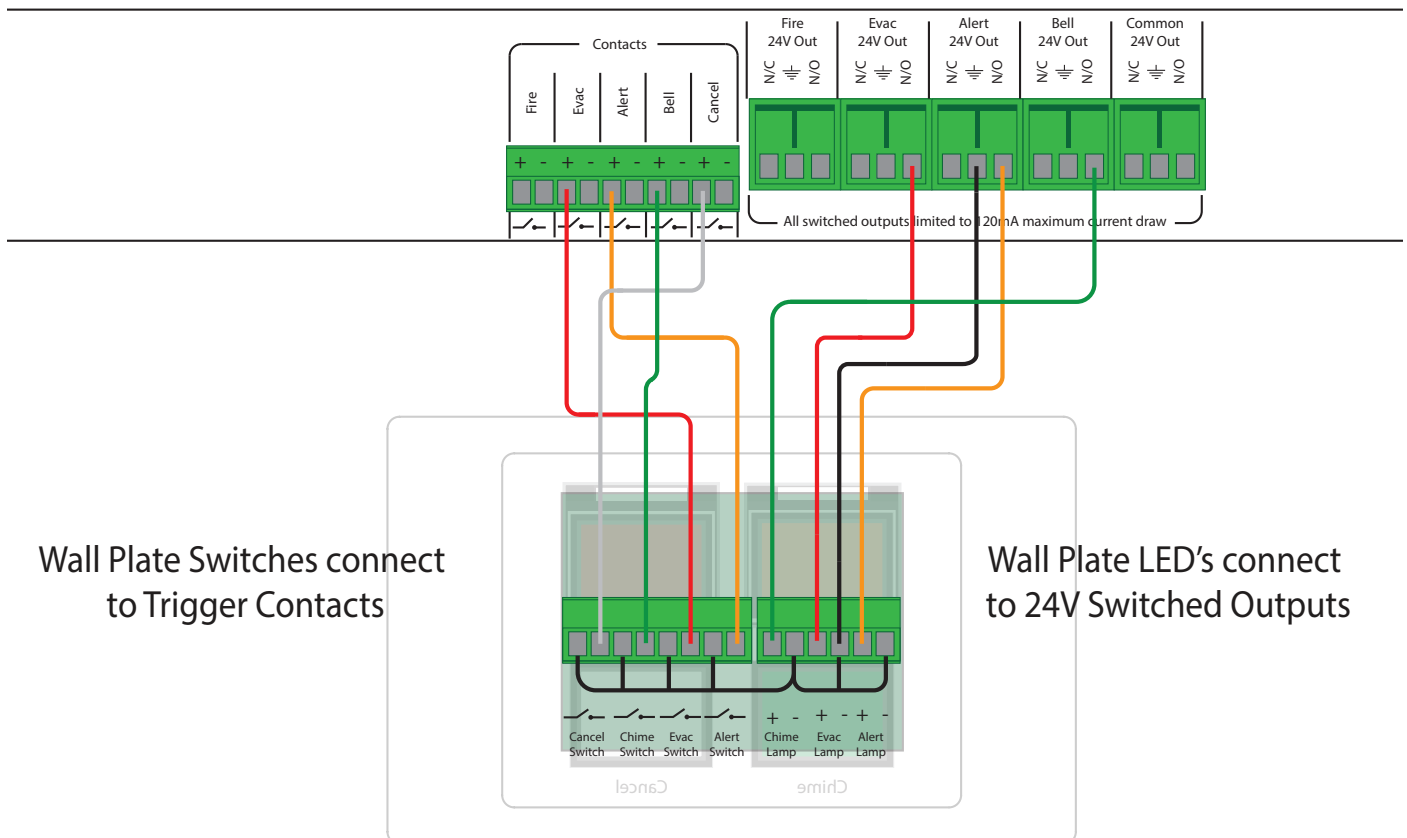 Contacts
Fire
Evac
Alert
Bell
Cancel
+ - + - + - + - + -
Fire
24V Out
Evac
24V Out
Alert
24V Out
Bell
24V Out
Common
24V Out
N/C N/O
N/C N/O
N/C N/O
N/C N/O
N/C N/O
All switched outputs limited to 120mA maximum current draw
Wall Plate Switches connect
to Trigger Contacts
Wall Plate LED's connect
to 24V Switched Outputs
+ - + - + -
Cancel
Switch
Chime
Switch
Evac
Switch
Alert
Switch
Chime
Lamp
Evac
Lamp
Alert
Lamp
Cancel
Chime